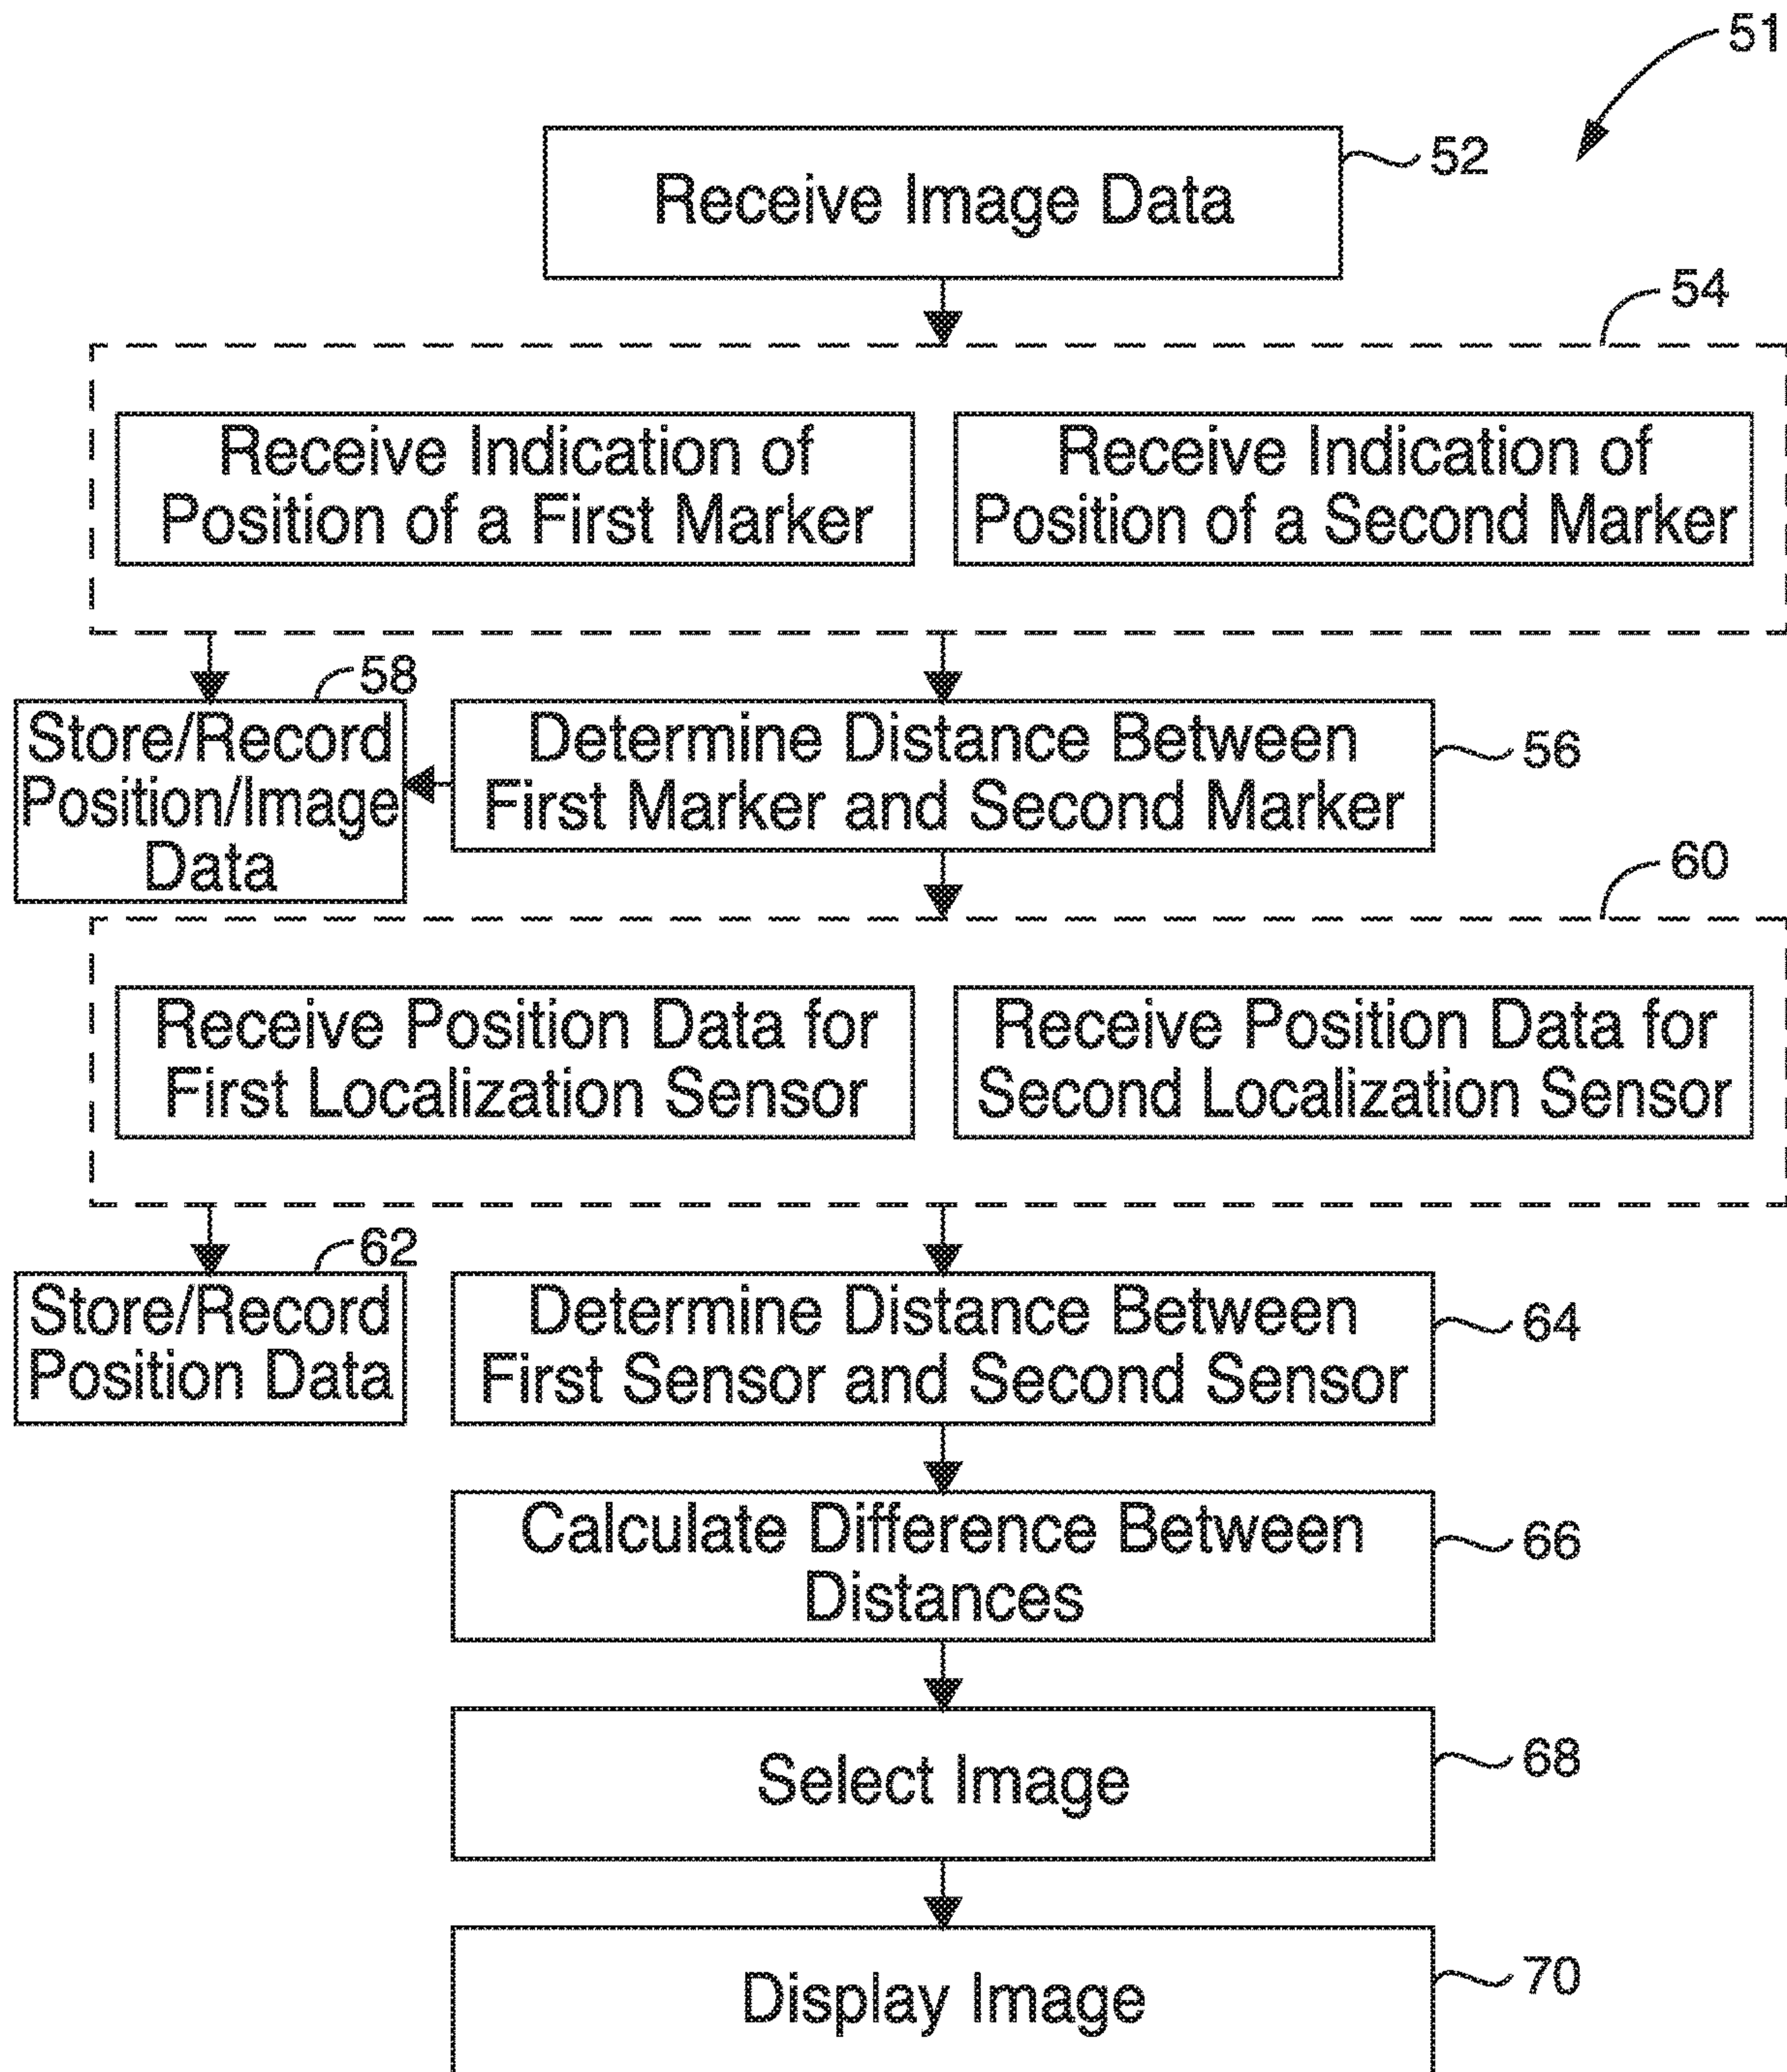 51
Receive Image Data
52
54
Receive Indication of
Position of a First Marker
Receive Indication of
Position of a Second Marker
58
Store/Record
Position/Image
Data
Determine Distance Between
First Marker and Second Marker
56
60
Receive Position Data for
First Localization Sensor
Receive Position Data for
Second Localization Sensor
62
Store/Record
Position Data
Determine Distance Between
First Sensor and Second Sensor
64
Calculate Difference Between
Distances
66
Select Image
68
Display Image
70